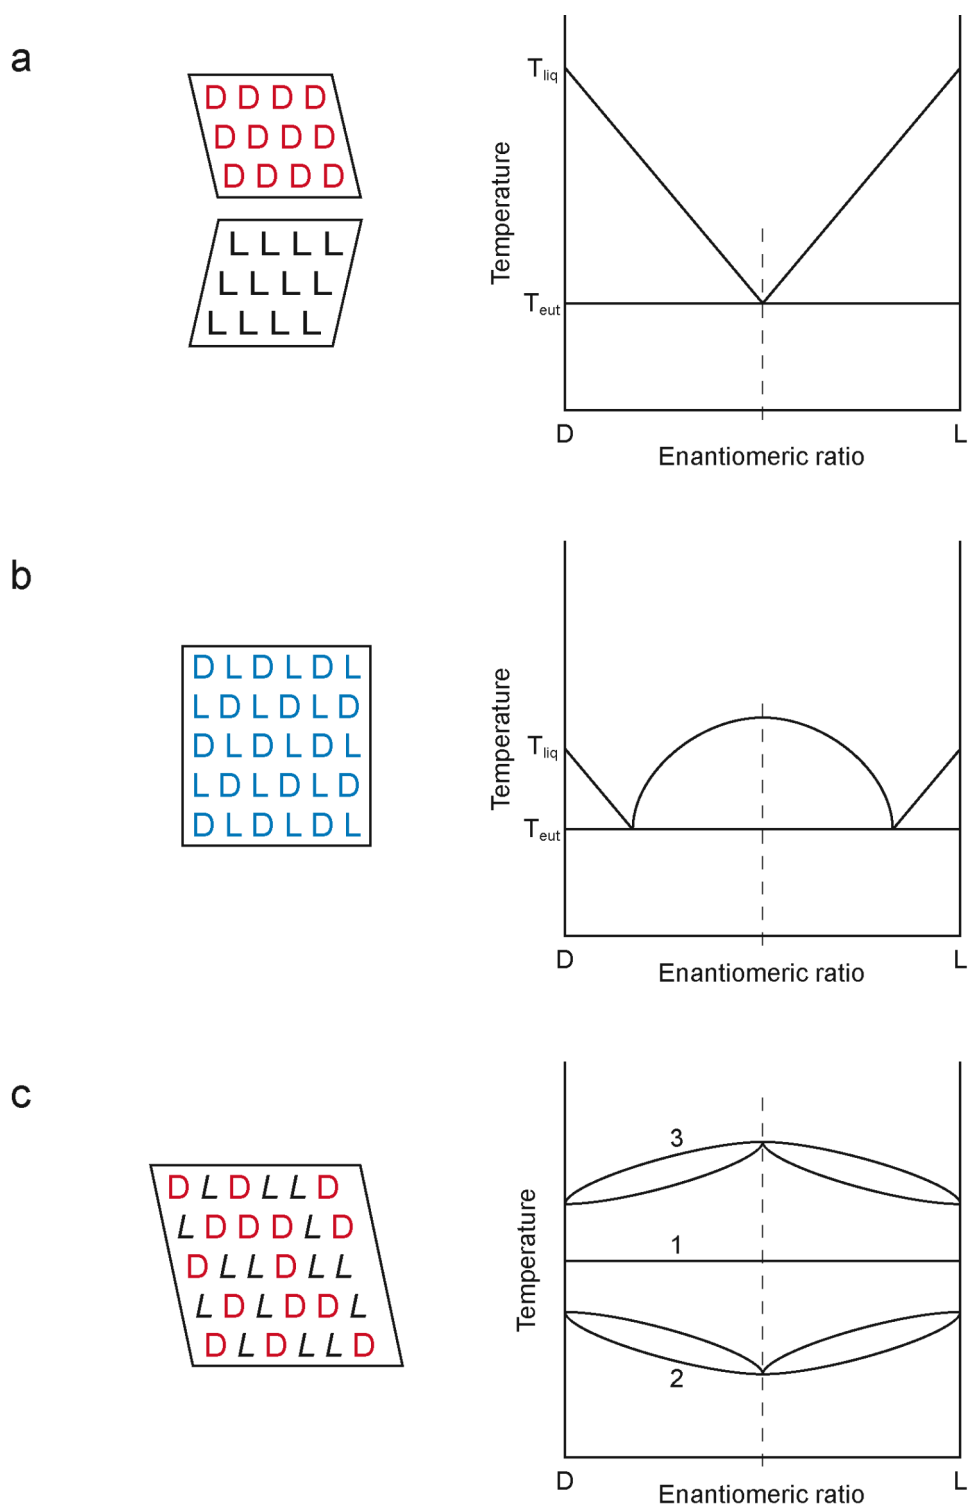 a
D D D D
D D D D
D D D D
L L L L
L L L L
L L L L
Temperature
Tliq
Teut
D
L
Enantiomeric ratio
b
D L D L D L
L D L D L D
D L D L D L
L D L D L D
D L D L D L
Temperature
Tliq
Teut
D
L
Enantiomeric ratio
c
D L D L L D
L D D D L D
D L L D L L
L D L D D L
D L D L L D
Temperature
3
1
2
D
L
Enantiomeric ratio